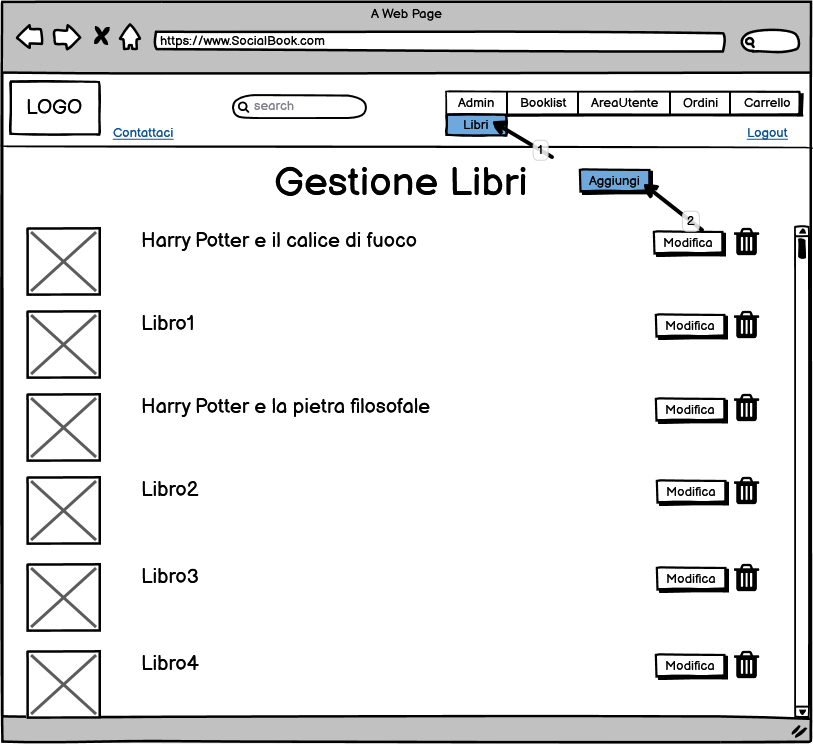 A Web Page
https://www.SocialBook.com
LOGO
search
Admin Booklist AreaUtente Ordini Carrello
Libri
Contattaci
Logout
1
Gestione Libri
Aggiungi
2
Harry Potter e il calice di fuoco
Modifica
Libro1
Modifica
Harry Potter e la pietra filosofale
Modifica
Libro2
Modifica
Libro3
Modifica
Libro4
Modifica